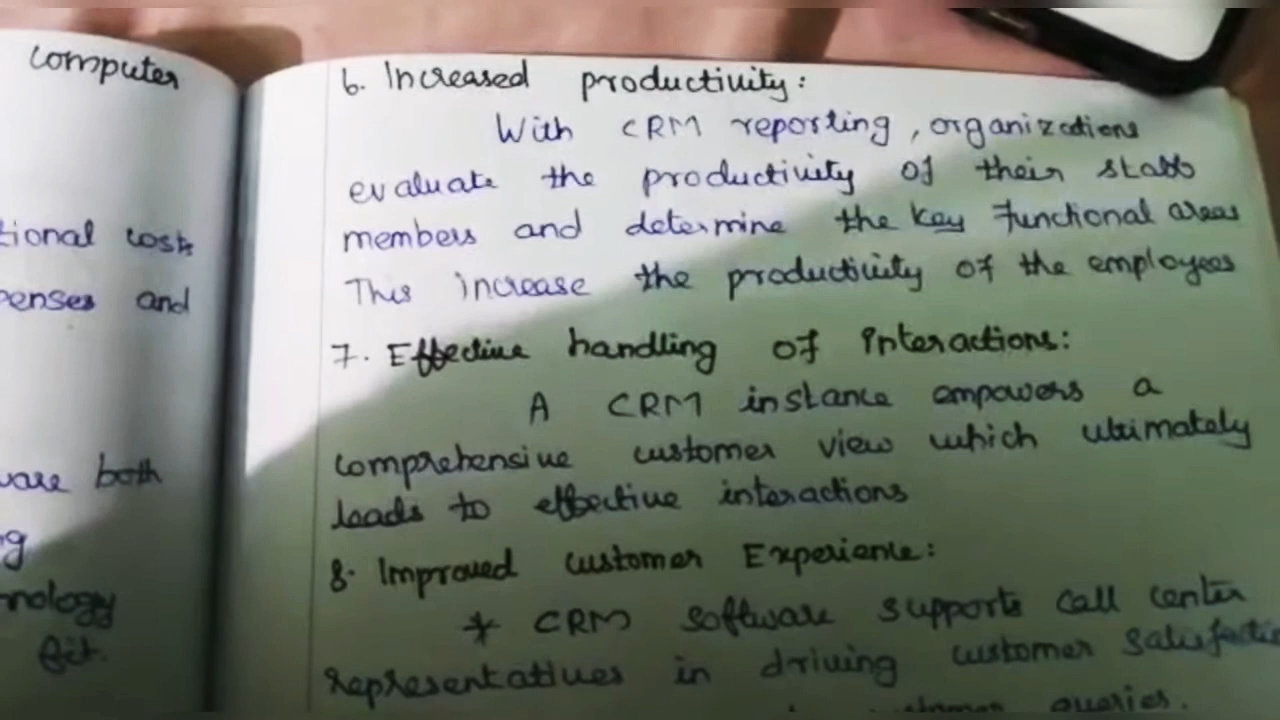 computer
tional costs
penses and
ware both
g
nology
fit.
6. Increased productivity:
With CRM reporting, organizations
evaluate the productivity of their staff
members and determine the key functional areas
This increase the productivity of the employees
7. Effective handling of interactions:
A CRM instance empowers a
comprehensive customer view which ultimately
leads to effective interactions
8. Improved customer Experience:
* CRM software supports call center
representatives in driving customer satisfactio
customer queries.